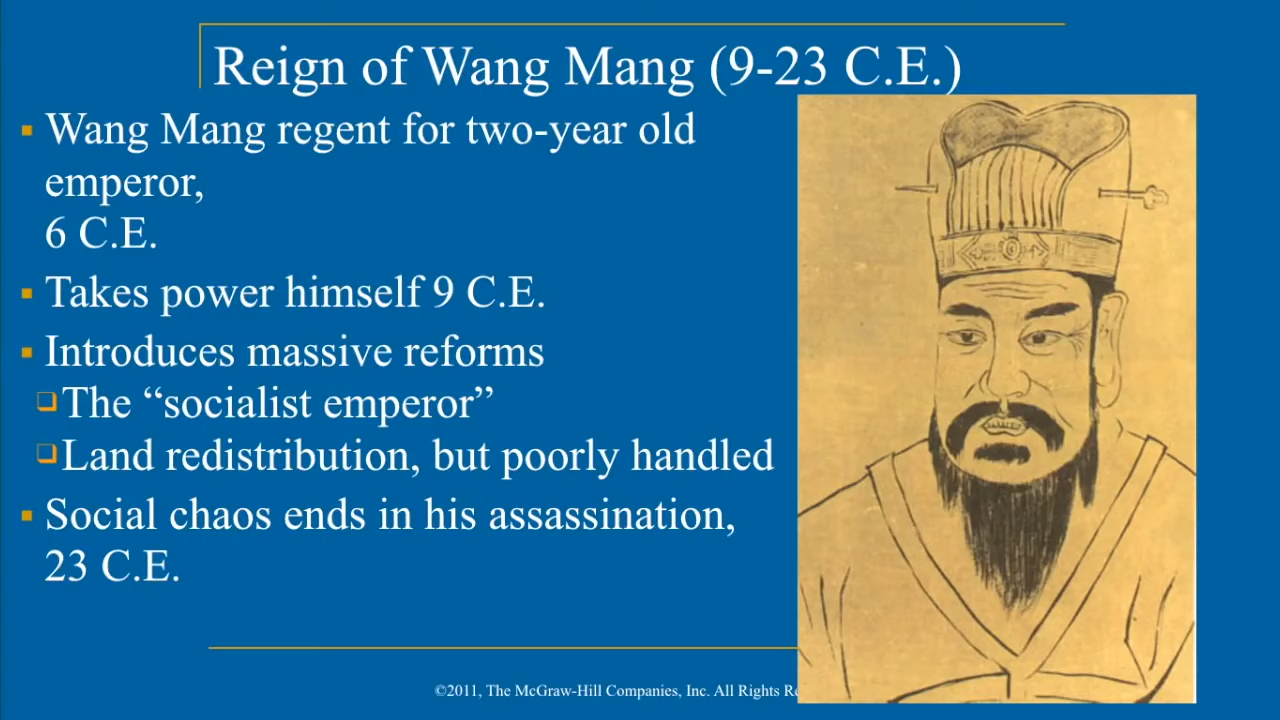 Reign of Wang Mang (9-23 C.E.)
Wang Mang regent for two-year old
emperor,
6 C.E.
Takes power himself 9 C.E.
Introduces massive reforms
The “socialist emperor”
Land redistribution, but poorly handled
Social chaos ends in his assassination,
23 C.E.
©2011, The McGraw-Hill Companies, Inc. All Rights